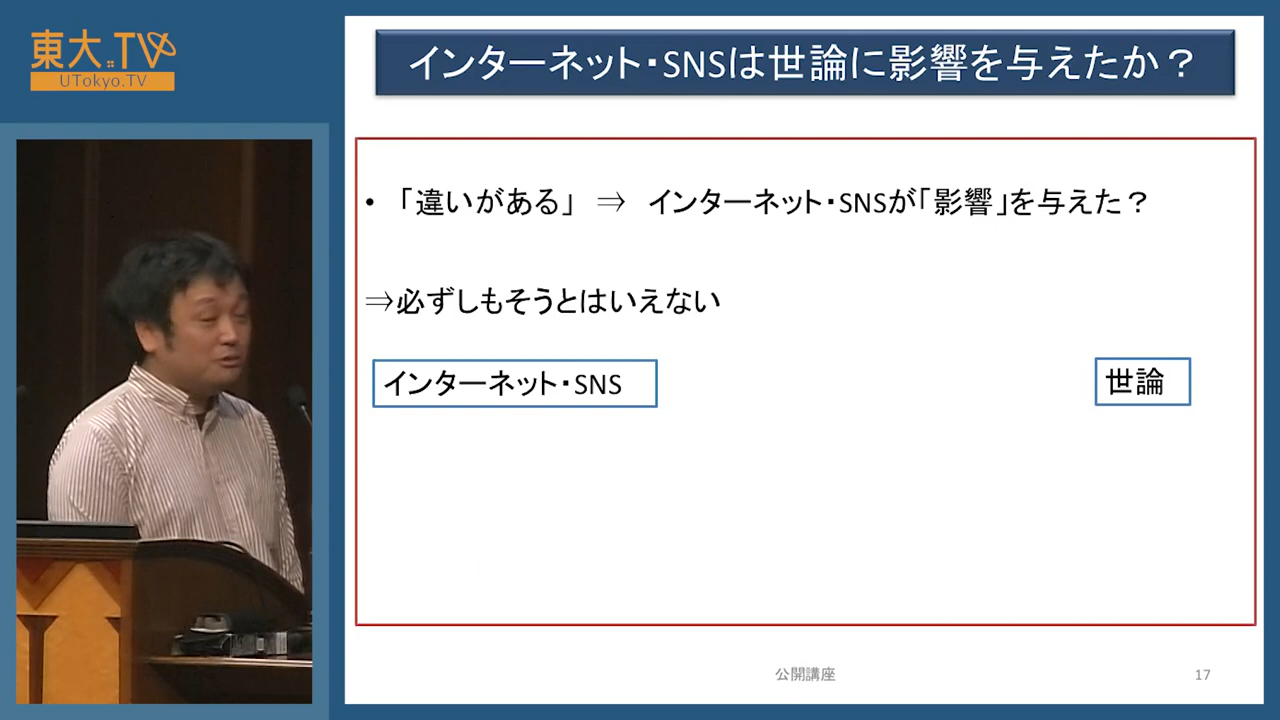 東大.TV
UTokyo.TV
インターネット・SNSは世論に影響を与えたか？
• 「違いがある」 ⇒ インターネット・SNSが「影響」を与えた？
⇒必ずしもそうとはいえない
インターネット・SNS
世論
公開講座
17